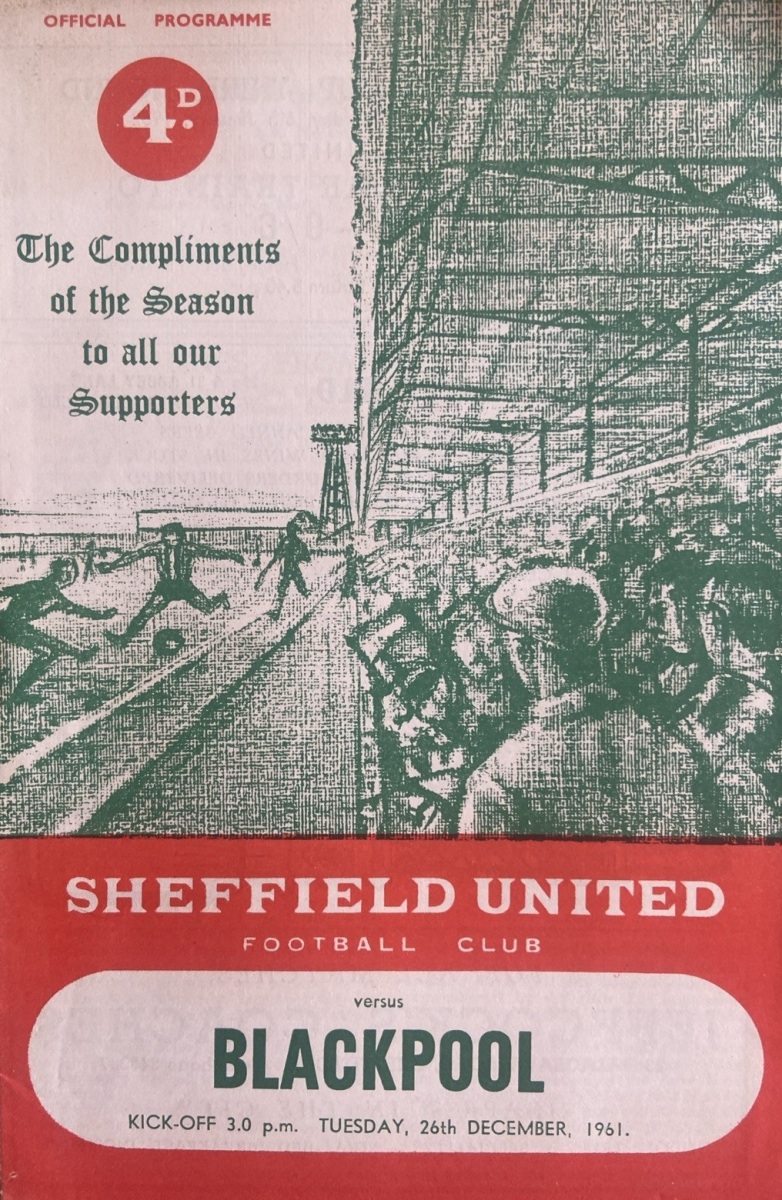 OFFICIAL PROGRAMME
4D.
The Compliments
of the Season
to all our
Supporters
SHEFFIELD UNITED
FOOTBALL CLUB
versus
BLACKPOOL
KICK-OFF 3.0 p.m. TUESDAY, 26th DECEMBER, 1961.